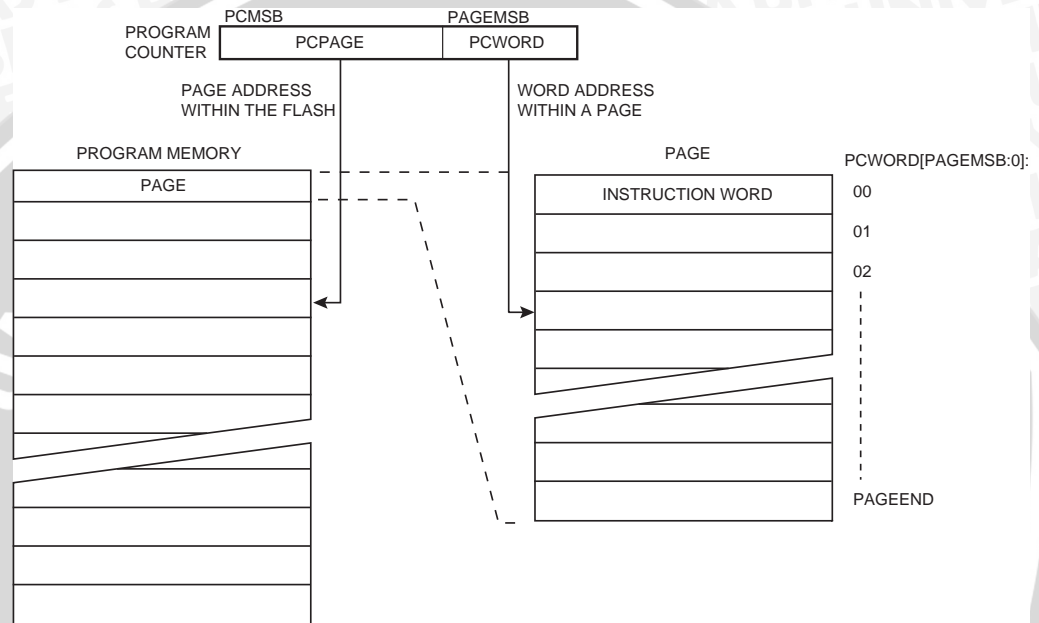 PCMSB
PAGEMSB
PROGRAM
COUNTER
PCPAGE
PCWORD
PAGE ADDRESS
WITHIN THE FLASH
WORD ADDRESS
WITHIN A PAGE
PROGRAM MEMORY
PAGE
PAGE
PCWORD[PAGEMSB:0]:
INSTRUCTION WORD
00
01
02
PAGEEND